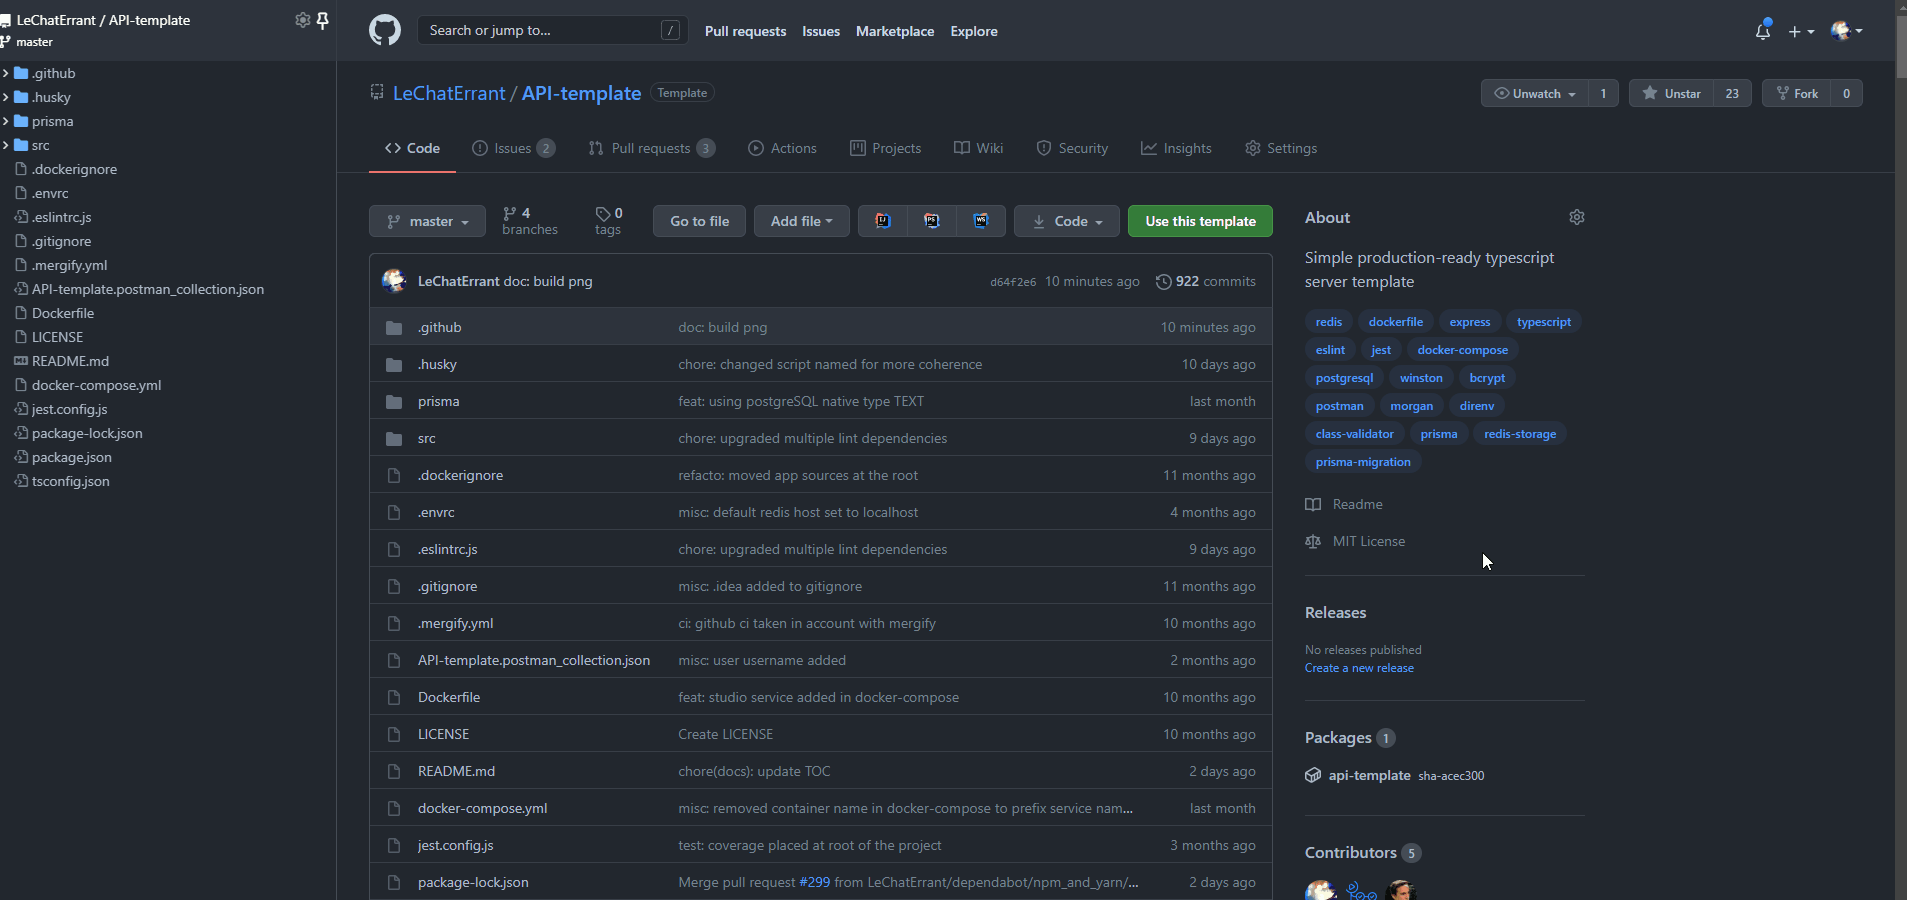 LeChatErrant / API-template
master
.github
.husky
prisma
src
.dockerignore
.envrc
.eslintrc.js
.gitignore
.mergify.yml
API-template.postman_collection.json
Dockerfile
LICENSE
README.md
docker-compose.yml
jest.config.js
package-lock.json
package.json
tsconfig.json
Search or jump to... /
Pull requests Issues Marketplace Explore
LeChatErrant / API-template Template
Unwatch 1 Unstar 23 Fork 0
Code Issues 2 Pull requests 3 Actions Projects Wiki Security Insights Settings
master 4 branches 0 tags Go to file Add file IJ PS WS Code Use this template
LeChatErrant doc: build png d64f2e6 10 minutes ago 922 commits
.github doc: build png 10 minutes ago
.husky chore: changed script named for more coherence 10 days ago
prisma feat: using postgreSQL native type TEXT last month
src chore: upgraded multiple lint dependencies 9 days ago
.dockerignore refacto: moved app sources at the root 11 months ago
.envrc misc: default redis host set to localhost 4 months ago
.eslintrc.js chore: upgraded multiple lint dependencies 9 days ago
.gitignore misc: .idea added to gitignore 11 months ago
.mergify.yml ci: github ci taken in account with mergify 10 months ago
API-template.postman_collection.json misc: user username added 2 months ago
Dockerfile feat: studio service added in docker-compose 10 months ago
LICENSE Create LICENSE 10 months ago
README.md chore(docs): update TOC 2 days ago
docker-compose.yml misc: removed container name in docker-compose to prefix service nam... last month
jest.config.js test: coverage placed at root of the project 3 months ago
package-lock.json Merge pull request #299 from LeChatErrant/dependabot/npm_and_yarn/... 2 days ago
About
Simple production-ready typescript
server template
redis dockerfile express typescript
eslint jest docker-compose
postgresql winston bcrypt
postman morgan direnv
class-validator prisma redis-storage
prisma-migration
Readme
MIT License
Releases
No releases published
Create a new release
Packages 1
api-template sha-acec300
Contributors 5